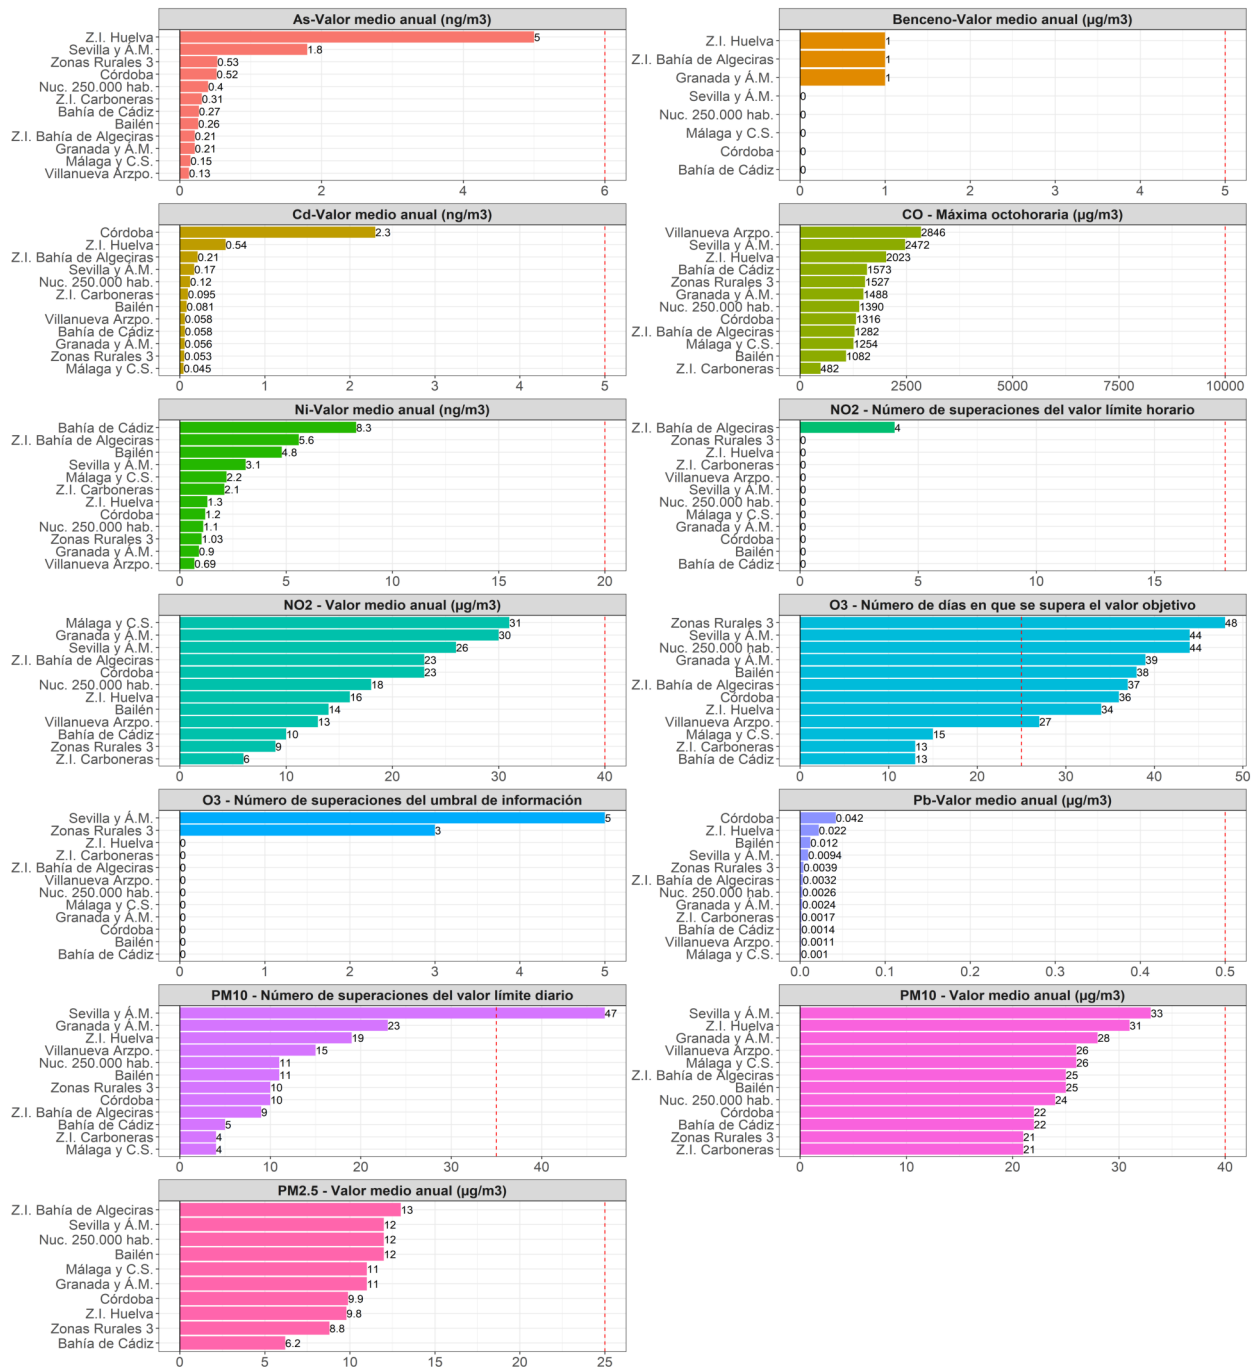 As-Valor medio anual (ng/m3)
Z.I. Huelva 5
Sevilla y Á.M. 1.8
Zonas Rurales 3 0.53
Córdoba 0.52
Nuc. 250.000 hab. 0.4
Z.I. Carboneras 0.31
Bahía de Cádiz 0.27
Bailén 0.26
Z.I. Bahía de Algeciras 0.21
Granada y Á.M. 0.21
Málaga y C.S. 0.15
Villanueva Arzpo. 0.13
0 2 4 6
Benceno-Valor medio anual (µg/m3)
Z.I. Huelva 1
Z.I. Bahía de Algeciras 1
Granada y Á.M. 1
Sevilla y Á.M. 0
Nuc. 250.000 hab. 0
Málaga y C.S. 0
Córdoba 0
Bahía de Cádiz 0
0 1 2 3 4 5
Cd-Valor medio anual (ng/m3)
Córdoba 2.3
Z.I. Huelva 0.54
Z.I. Bahía de Algeciras 0.21
Sevilla y Á.M. 0.17
Nuc. 250.000 hab. 0.12
Z.I. Carboneras 0.095
Bailén 0.081
Villanueva Arzpo. 0.058
Bahía de Cádiz 0.058
Granada y Á.M. 0.056
Zonas Rurales 3 0.053
Málaga y C.S. 0.045
0 1 2 3 4 5
CO - Máxima octohoraria (µg/m3)
Villanueva Arzpo. 2846
Sevilla y Á.M. 2472
Z.I. Huelva 2023
Bahía de Cádiz 1573
Zonas Rurales 3 1527
Granada y Á.M. 1488
Nuc. 250.000 hab. 1390
Córdoba 1316
Z.I. Bahía de Algeciras 1282
Málaga y C.S. 1254
Bailén 1082
Z.I. Carboneras 482
0 2500 5000 7500 10000
Ni-Valor medio anual (ng/m3)
Bahía de Cádiz 8.3
Z.I. Bahía de Algeciras 5.6
Bailén 4.8
Sevilla y Á.M. 3.1
Málaga y C.S. 2.2
Z.I. Carboneras 2.1
Z.I. Huelva 1.3
Córdoba 1.2
Nuc. 250.000 hab. 1.1
Zonas Rurales 3 1.03
Granada y Á.M. 0.9
Villanueva Arzpo. 0.69
0 5 10 15 20
NO2 - Número de superaciones del valor límite horario
Z.I. Bahía de Algeciras 4
Zonas Rurales 3 0
Z.I. Huelva 0
Z.I. Carboneras 0
Villanueva Arzpo. 0
Sevilla y Á.M. 0
Nuc. 250.000 hab. 0
Málaga y C.S. 0
Granada y Á.M. 0
Córdoba 0
Bailén 0
Bahía de Cádiz 0
0 5 10 15
NO2 - Valor medio anual (µg/m3)
Málaga y C.S. 31
Granada y Á.M. 30
Sevilla y Á.M. 26
Z.I. Bahía de Algeciras 23
Córdoba 23
Nuc. 250.000 hab. 18
Z.I. Huelva 16
Bailén 14
Villanueva Arzpo. 13
Bahía de Cádiz 10
Zonas Rurales 3 9
Z.I. Carboneras 6
0 10 20 30 40
O3 - Número de días en que se supera el valor objetivo
Zonas Rurales 3 48
Sevilla y Á.M. 44
Nuc. 250.000 hab. 44
Granada y Á.M. 39
Bailén 38
Z.I. Bahía de Algeciras 37
Córdoba 36
Z.I. Huelva 34
Villanueva Arzpo. 27
Málaga y C.S. 15
Z.I. Carboneras 13
Bahía de Cádiz 13
0 10 20 30 40 50
O3 - Número de superaciones del umbral de información
Sevilla y Á.M. 5
Zonas Rurales 3 3
Z.I. Huelva 0
Z.I. Carboneras 0
Z.I. Bahía de Algeciras 0
Villanueva Arzpo. 0
Nuc. 250.000 hab. 0
Málaga y C.S. 0
Granada y Á.M. 0
Córdoba 0
Bailén 0
Bahía de Cádiz 0
0 1 2 3 4 5
Pb-Valor medio anual (µg/m3)
Córdoba 0.042
Z.I. Huelva 0.022
Bailén 0.012
Sevilla y Á.M. 0.0094
Zonas Rurales 3 0.0039
Z.I. Bahía de Algeciras 0.0032
Nuc. 250.000 hab. 0.0026
Granada y Á.M. 0.0024
Z.I. Carboneras 0.0017
Bahía de Cádiz 0.0014
Villanueva Arzpo. 0.0011
Málaga y C.S. 0.001
0.0 0.1 0.2 0.3 0.4 0.5
PM10 - Número de superaciones del valor límite diario
Sevilla y Á.M. 47
Granada y Á.M. 23
Z.I. Huelva 19
Villanueva Arzpo. 15
Nuc. 250.000 hab. 11
Bailén 11
Zonas Rurales 3 10
Córdoba 10
Z.I. Bahía de Algeciras 9
Bahía de Cádiz 5
Z.I. Carboneras 4
Málaga y C.S. 4
0 10 20 30 40
PM10 - Valor medio anual (µg/m3)
Sevilla y Á.M. 33
Z.I. Huelva 31
Granada y Á.M. 28
Villanueva Arzpo. 26
Málaga y C.S. 26
Z.I. Bahía de Algeciras 25
Bailén 25
Nuc. 250.000 hab. 24
Córdoba 22
Bahía de Cádiz 22
Zonas Rurales 3 21
Z.I. Carboneras 21
0 10 20 30 40
PM2.5 - Valor medio anual (µg/m3)
Z.I. Bahía de Algeciras 13
Sevilla y Á.M. 12
Nuc. 250.000 hab. 12
Bailén 12
Málaga y C.S. 11
Granada y Á.M. 11
Córdoba 9.9
Z.I. Huelva 9.8
Zonas Rurales 3 8.8
Bahía de Cádiz 6.2
0 5 10 15 20 25